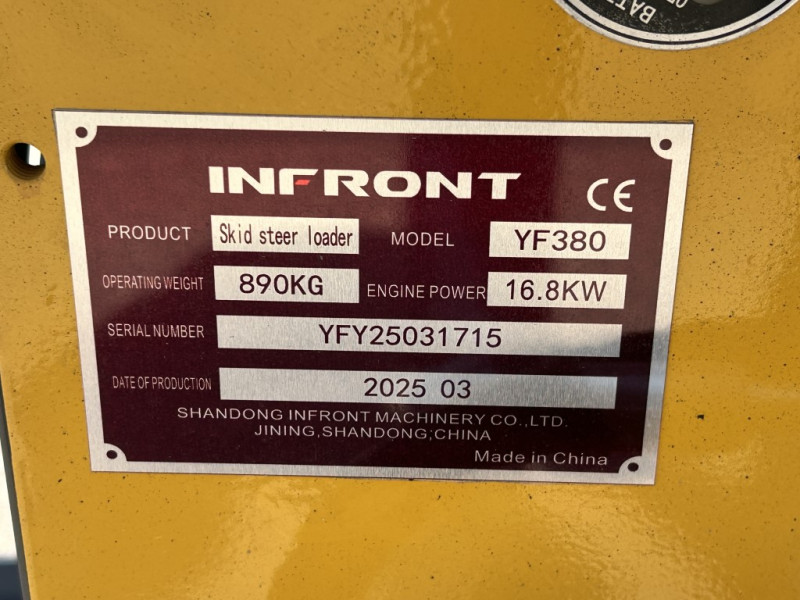 INFRONT
CE
PRODUCT Skid steer loader MODEL YF380
OPERATING WEIGHT 890KG ENGINE POWER 16.8KW
SERIAL NUMBER YFY25031715
DATE OF PRODUCTION 2025 03
SHANDONG INFRONT MACHINERY CO.,LTD.
JINING,SHANDONG;CHINA
Made in China